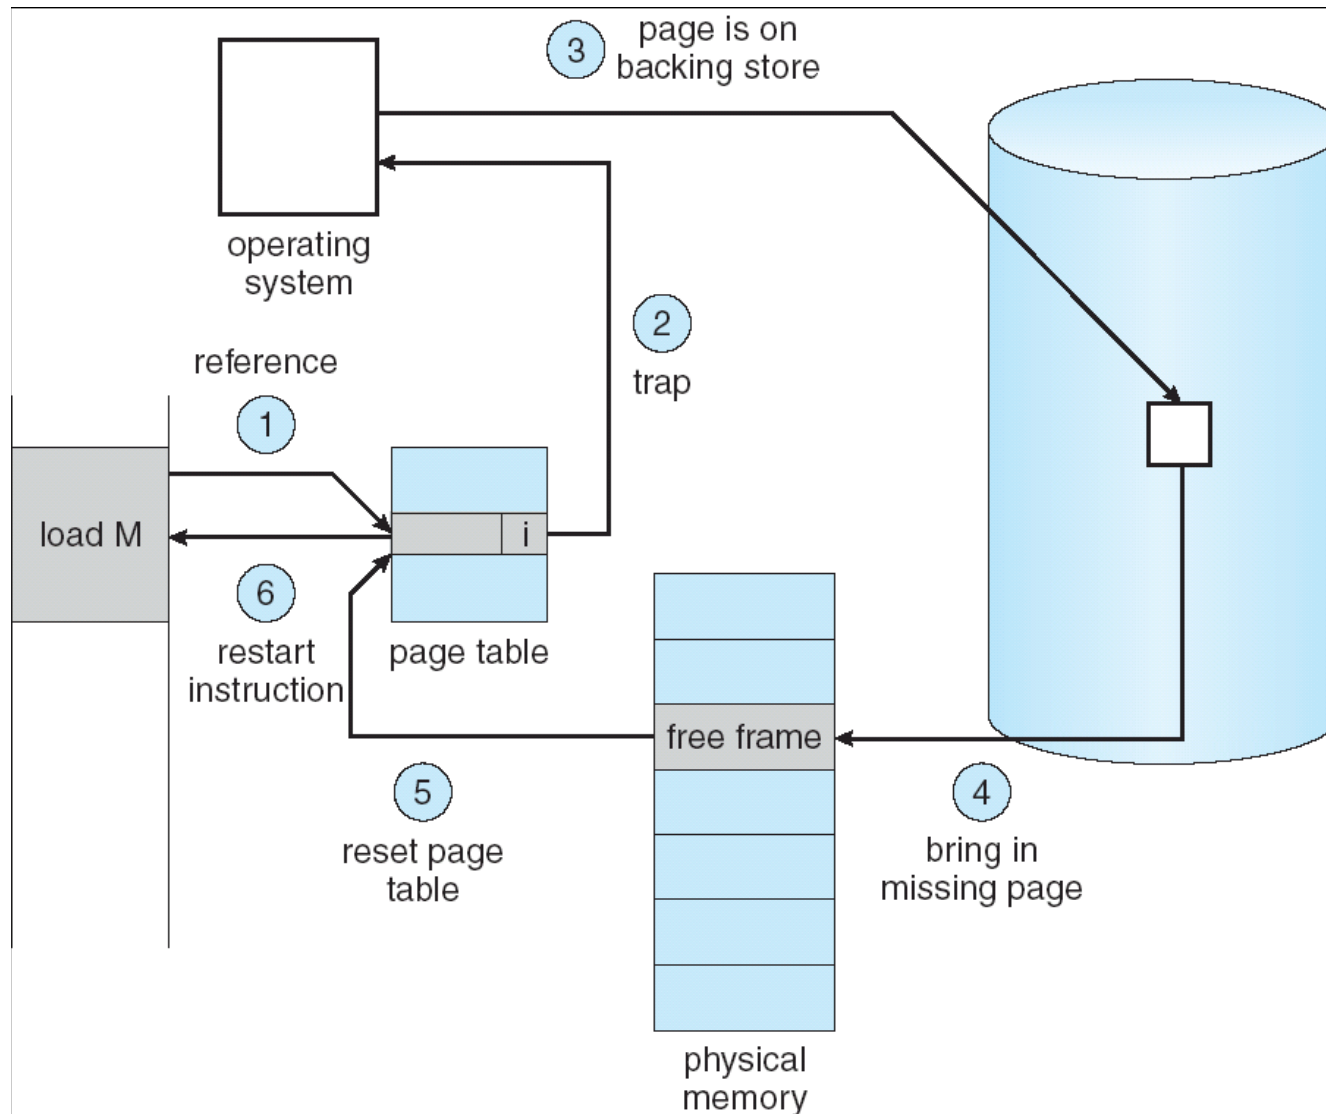 3
page is on
backing store
operating
system
2
trap
reference
1
load M
i
6
restart
instruction
page table
free frame
5
reset page
table
4
bring in
missing page
physical
memory